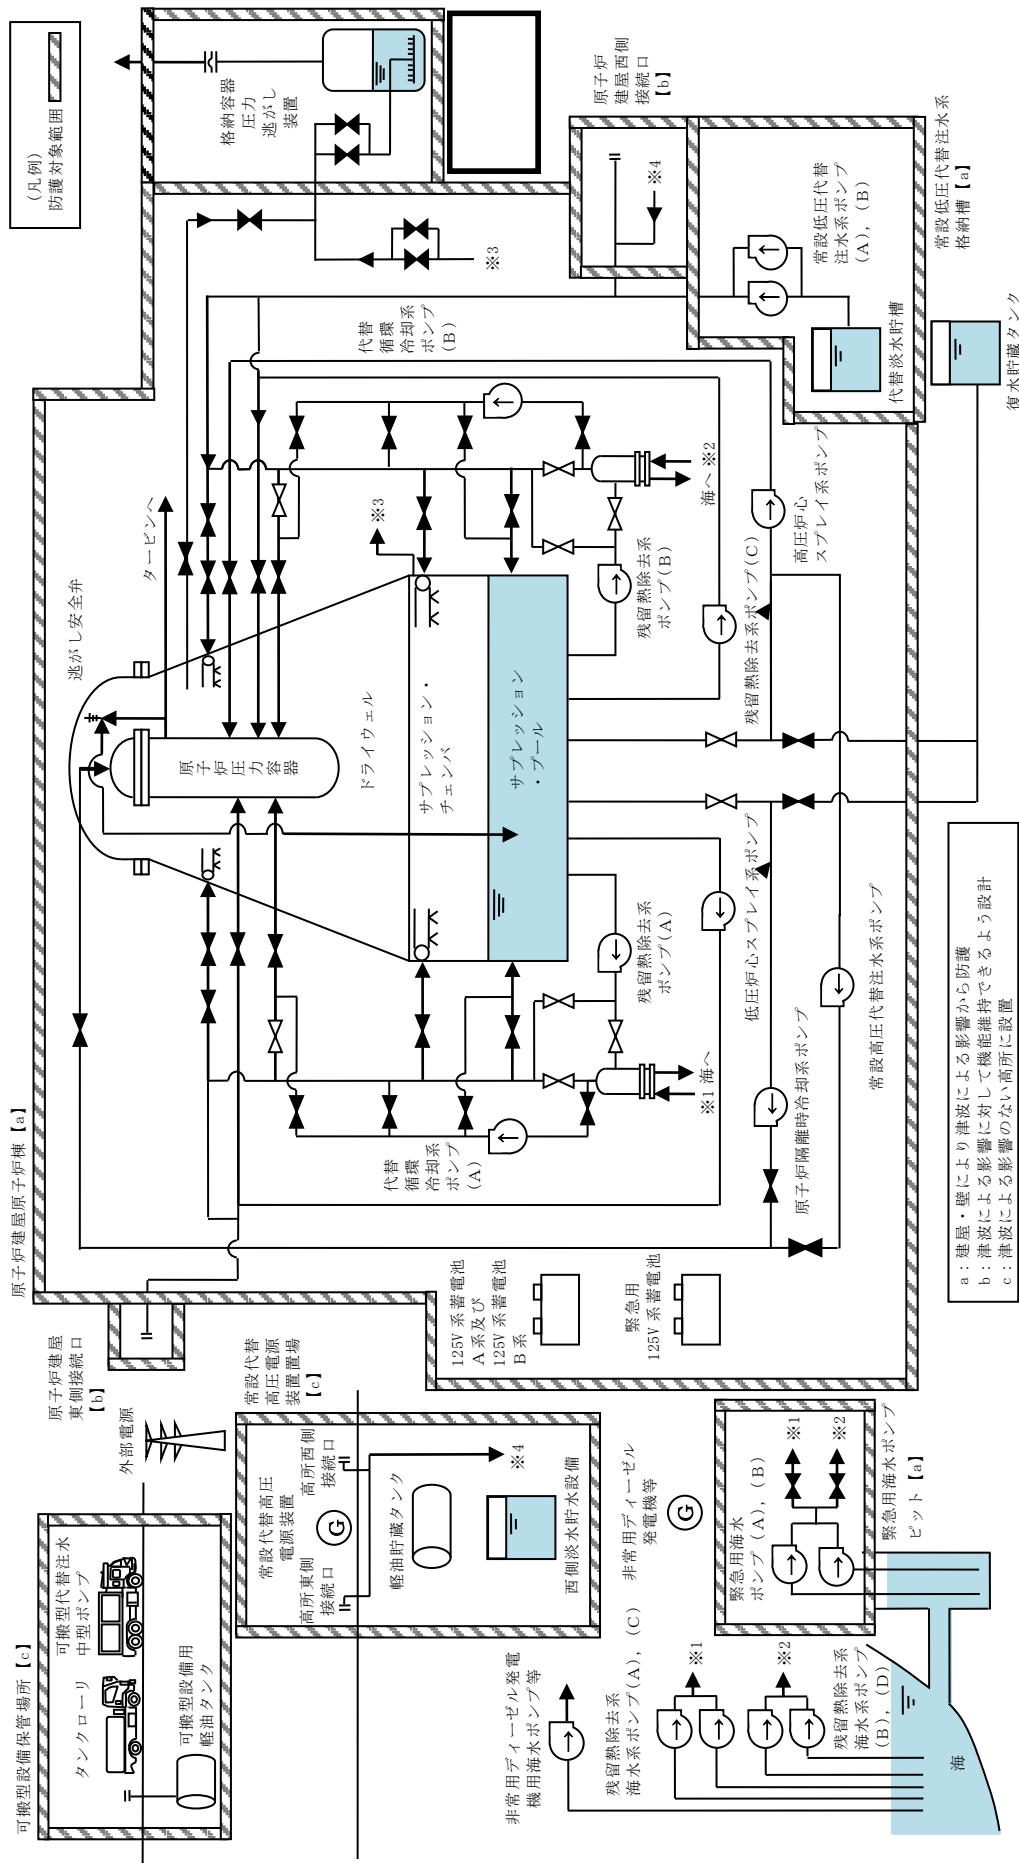 (凡例)
防護対象範囲
格納容器
圧力
逃がし
装置
原子炉
建屋西側
接続口
【b】
※4
常設低圧代替
注水系ポンプ
(A)，(B)
常設低圧代替注水系
格納槽【a】
代替淡水貯槽
復水貯蔵タンク
※3
代替
循環
冷却系
ポンプ
(B)
タービンへ
逃がし安全弁
原子炉圧力容器
ドライウェル
サプレッション・
チェンバ
サプレッション
・プール
※3
海へ
※2
残留熱除去系
ポンプ(B)
残留熱除去系ポンプ(C)
高圧炉心
スプレイ系ポンプ
残留熱除去系
ポンプ(A)
低圧炉心スプレイ系ポンプ
常設高圧代替注水系ポンプ
※1
海へ
代替
循環
冷却系
ポンプ
(A)
原子炉隔離時冷却系ポンプ
原子炉建屋原子炉棟【a】
125V 系蓄電池
A 系及び
125V 系蓄電池
B 系
緊急用
125V 系蓄電池
a：建屋・壁により津波による影響から防護
b：津波による影響に対して機能維持できるよう設計
c：津波による影響のない高所に設置
原子炉建屋
東側接続口
【b】
外部電源
常設代替
高圧電源
装置置場
【c】
常設代替高圧
電源装置
高所西側
接続口
高所東側
接続口
G
※4
軽油貯蔵タンク
西側淡水貯水設備
非常用ディーゼル
発電機等
G
緊急用海水
ポンプ(A)，(B)
※1
※2
緊急用海水ポンプ
ピット【a】
可搬型設備保管場所【c】
可搬型代替注水
中型ポンプ
タンクローリ
可搬型設備用
軽油タンク
非常用ディーゼル発電
機用海水ポンプ等
残留熱除去系
海水系ポンプ(A)，(C)
※1
※2
残留熱除去系
海水系ポンプ
(B)，(D)
海